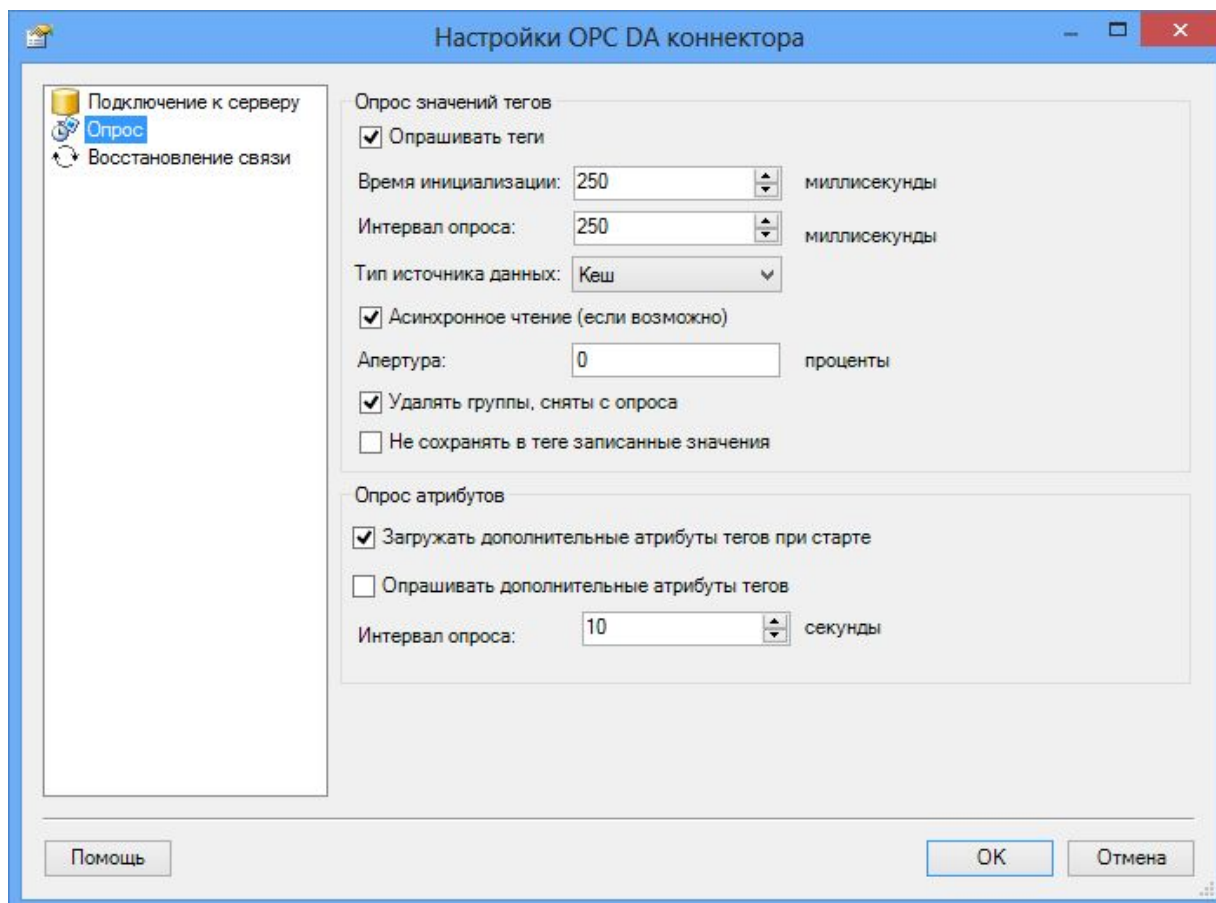 Настройки OPC DA коннектора
Подключение к серверу
Опрос
Восстановление связи
Опрос значений тегов
Опрашивать теги
Время инициализации: 250 миллисекунды
Интервал опроса: 250 миллисекунды
Тип источника данных: Кеш
Асинхронное чтение (если возможно)
Апертура: 0 проценты
Удалять группы, сняты с опроса
Не сохранять в теге записанные значения
Опрос атрибутов
Загружать дополнительные атрибуты тегов при старте
Опрашивать дополнительные атрибуты тегов
Интервал опроса: 10 секунды
Помощь OK Отмена